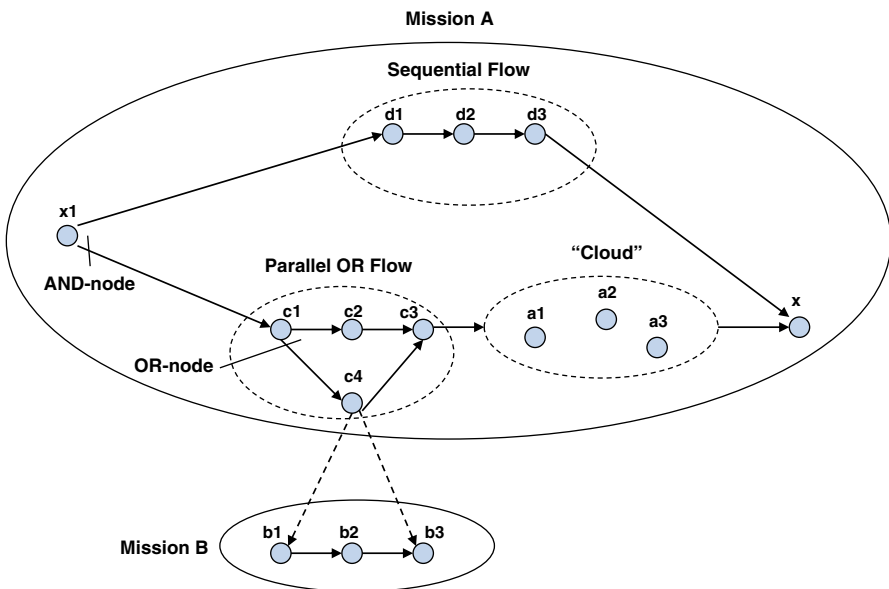 Mission A
Sequential Flow
d1 d2 d3
x1
AND-node
Parallel OR Flow
“Cloud”
c1 c2 c3
a1 a2 a3
x
OR-node
c4
b1 b2 b3
Mission B